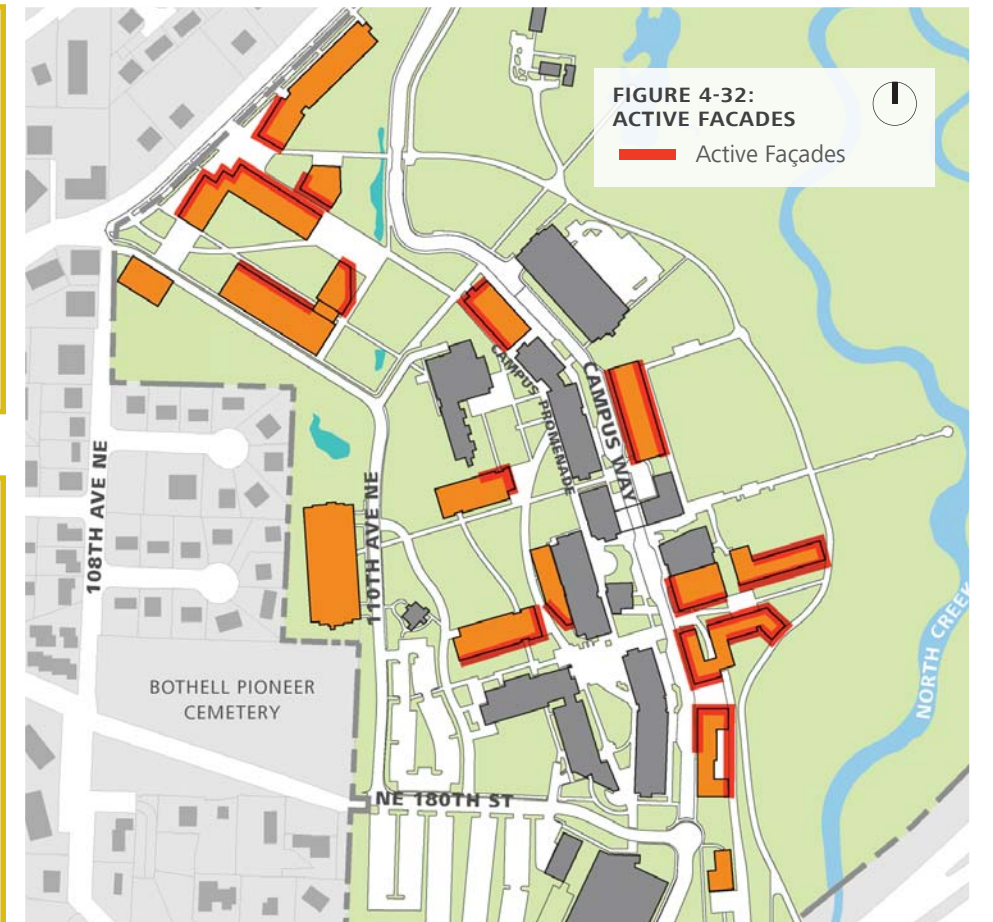 FIGURE 4-32:
ACTIVE FACADES
Active Façades
CAMPUS PROMENADE
CAMPUS WAY
108TH AVE NE
110TH AVE NE
NORTH CREEK
BOTHELL PIONEER
CEMETERY
NE 180TH ST